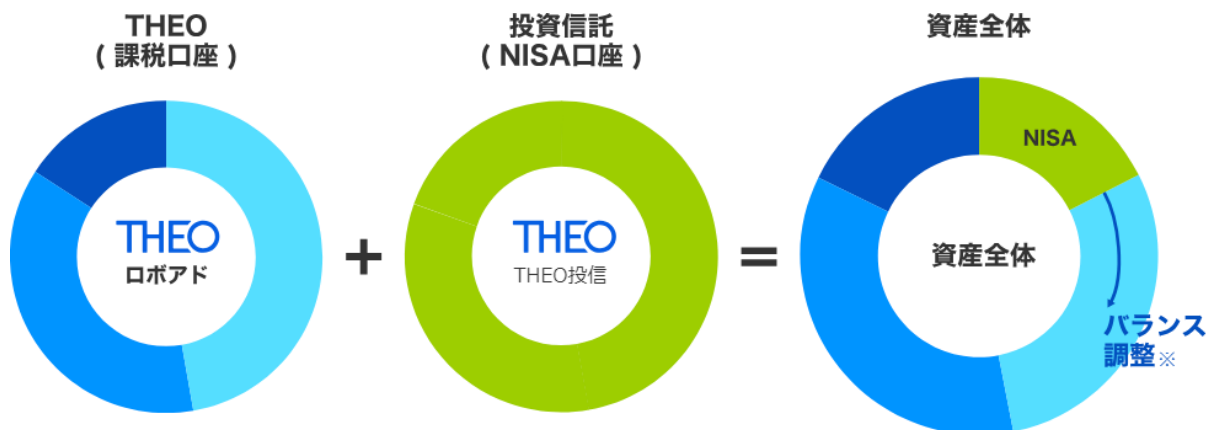 THEO
( 課税口座 )
投資信託
( NISA口座 )
資産全体
THEO
ロボアド
+
THEO
THEO投信
=
NISA
資産全体
バランス
調整※